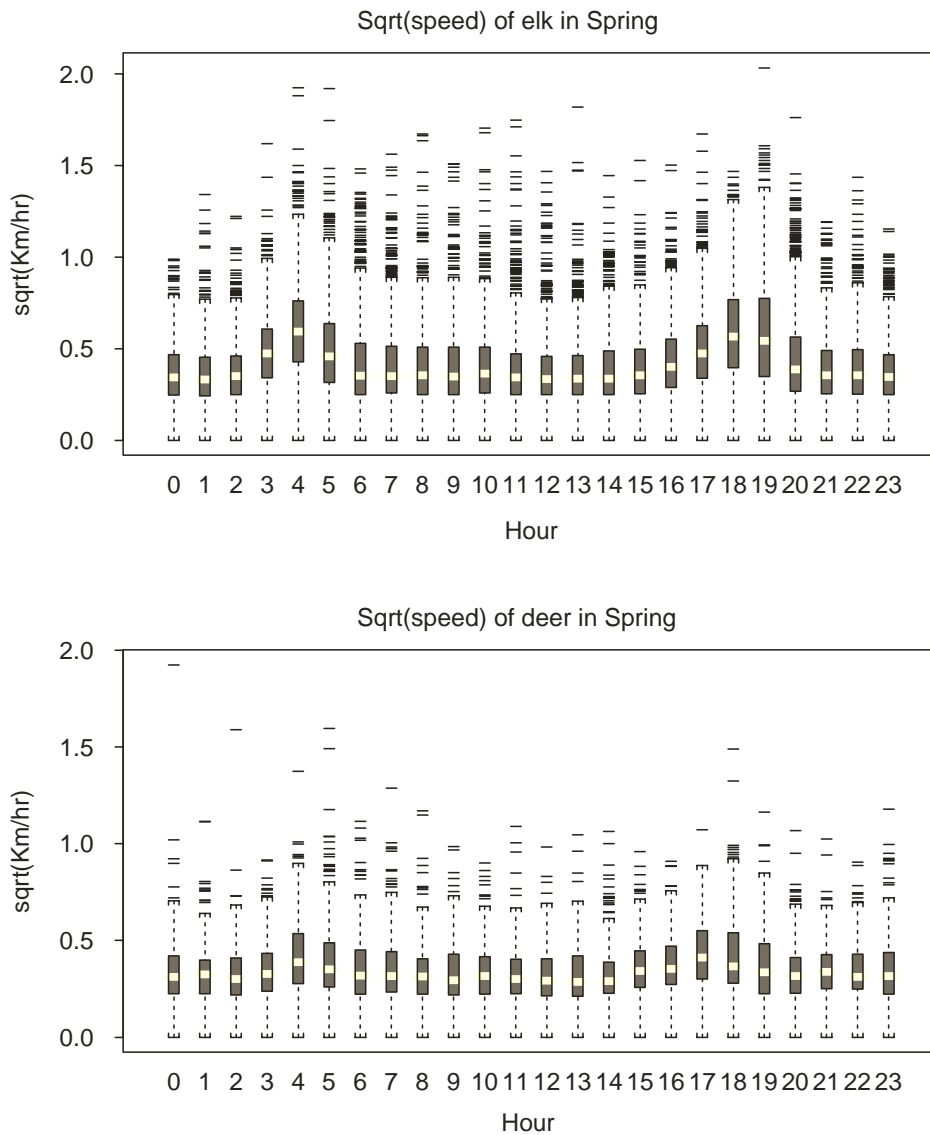 Sqrt(speed) of elk in Spring
2.0
1.5
1.0
0.5
0.0
sqrt(Km/hr)
0 1 2 3 4 5 6 7 8 9 10 11 12 13 14 15 16 17 18 19 20 21 22 23
Hour
Sqrt(speed) of deer in Spring
2.0
1.5
1.0
0.5
0.0
sqrt(Km/hr)
0 1 2 3 4 5 6 7 8 9 10 11 12 13 14 15 16 17 18 19 20 21 22 23
Hour